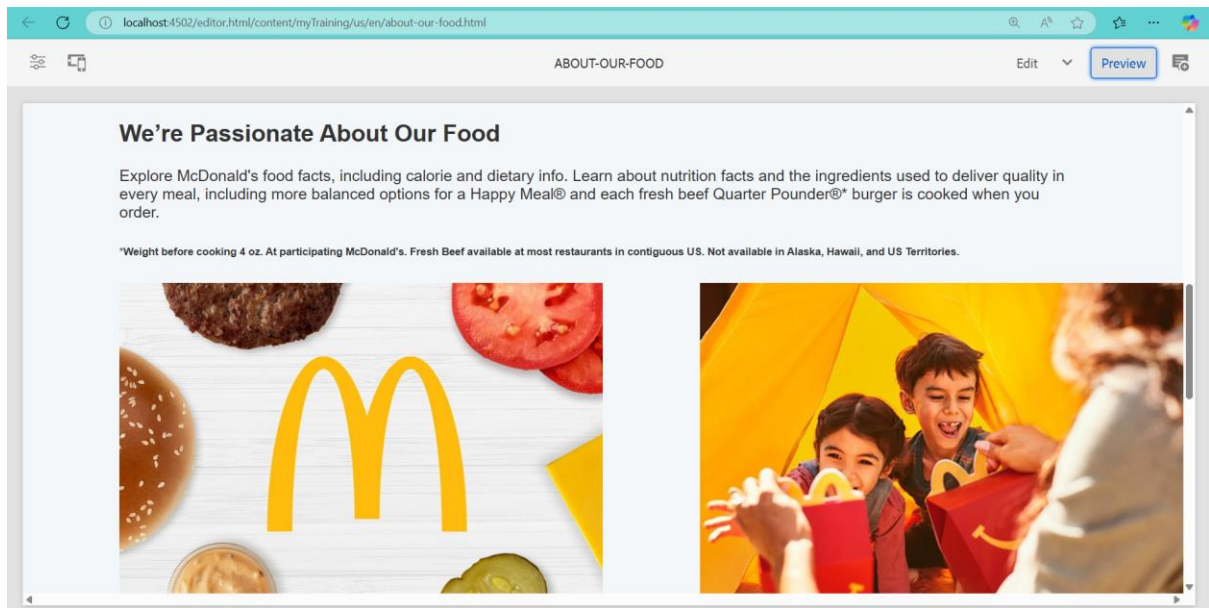 localhost:4502/editor.html/content/myTraining/us/en/about-our-food.html
ABOUT-OUR-FOOD
Edit
Preview
We’re Passionate About Our Food
Explore McDonald's food facts, including calorie and dietary info. Learn about nutrition facts and the ingredients used to deliver quality in
every meal, including more balanced options for a Happy Meal® and each fresh beef Quarter Pounder®* burger is cooked when you
order.
*Weight before cooking 4 oz. At participating McDonald's. Fresh Beef available at most restaurants in contiguous US. Not available in Alaska, Hawaii, and US Territories.